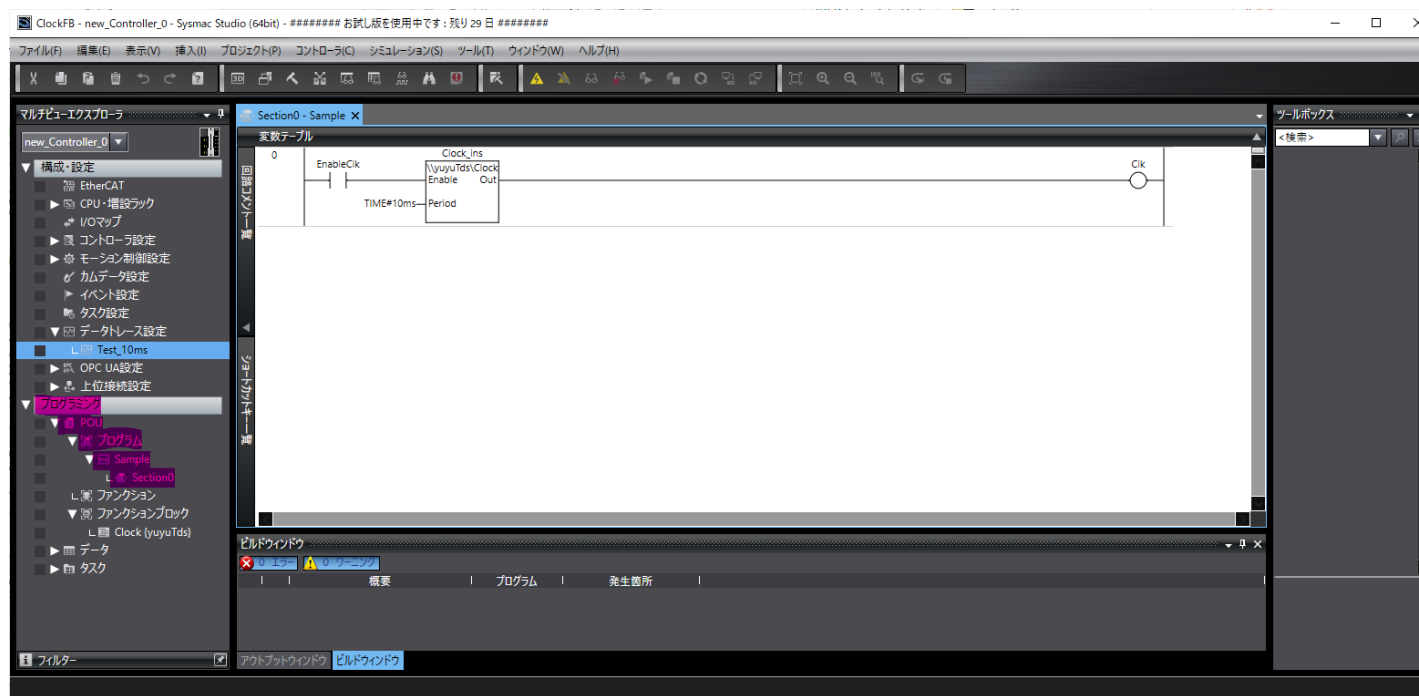 ClockFB - new_Controller_0 - Sysmac Studio (64bit) - ######## お試し版を使用中です : 残り 29 日 ########
ファイル(F) 編集(E) 表示(V) 挿入(I) プロジェクト(P) コントローラ(C) シミュレーション(S) ツール(T) ウィンドウ(W) ヘルプ(H)
マルチビューエクスプローラ
new_Controller_0
構成・設定
EtherCAT
CPU・増設ラック
I/Oマップ
コントローラ設定
モーション制御設定
カムデータ設定
イベント設定
タスク設定
データトレース設定
Test_10ms
OPC UA設定
上位接続設定
プログラミング
POU
プログラム
Sample
Section0
ファンクション
ファンクションブロック
Clock {yuyuTds}
データ
タスク
フィルター
Section0 - Sample
変数テーブル
回路コメント一覧
ショートカットキー一覧
0
EnableClk
Clock_ins
\\yuyuTds\Clock
Enable Out
TIME#10ms
Period
Clk
ビルドウィンドウ
0 エラー 0 ワーニング
概要 プログラム 発生箇所
アウトプットウィンドウ ビルドウィンドウ
ツールボックス
<検索>